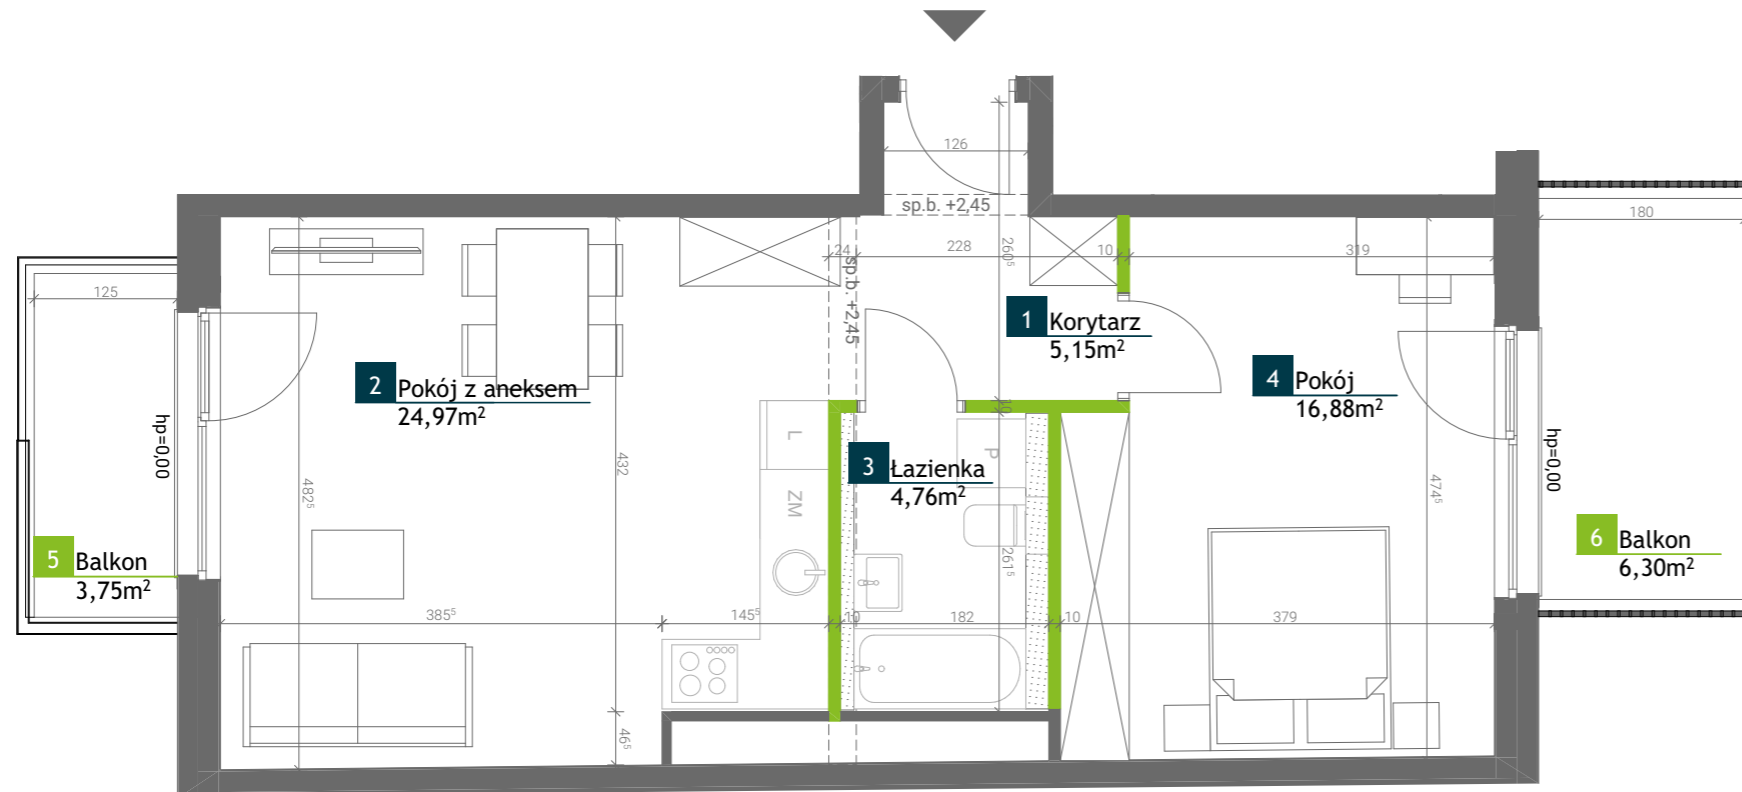 126
sp.b. +2,45
180
24
228
260⁵
10
319
sp.b. +2,45
125
1 Korytarz
5,15m²
2 Pokój z aneksem
24,97m²
4 Pokój
16,88m²
hp=0,00
482⁵
432
L
ZM
10
3 Łazienka
4,76m²
P
474⁵
hp=0,00
5 Balkon
3,75m²
261⁵
6 Balkon
6,30m²
385⁵
145⁵
10
182
10
379
46⁵